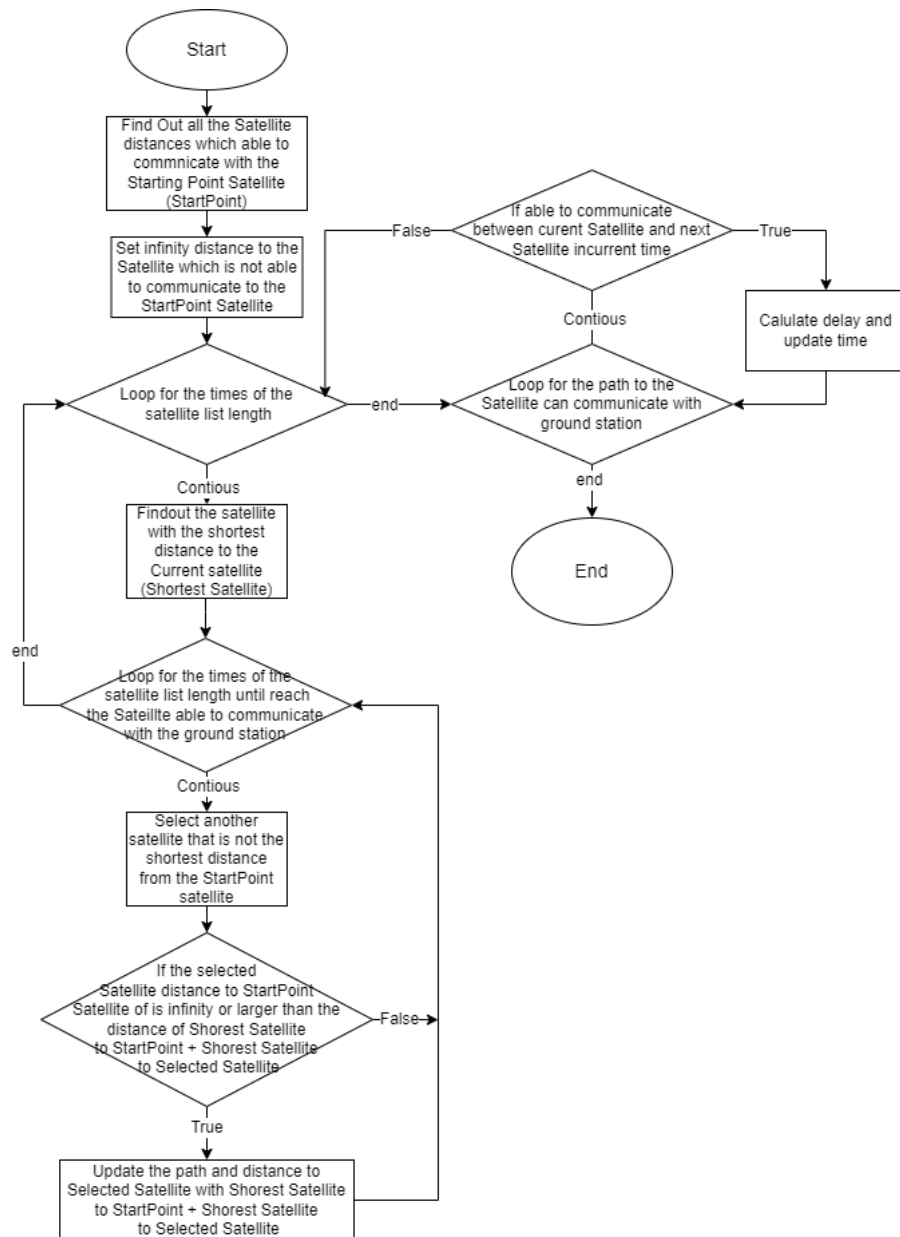 Start
Find Out all the Satellite
distances which able to
commnicate with the
Starting Point Satellite
(StartPoint)
Set infinity distance to the
Satellite which is not able
to communicate to the
StartPoint Satellite
Loop for the times of the
satellite list length
end
Contious
Findout the satellite
with the shortest
distance to the
Current satellite
(Shortest Satellite)
end
Loop for the times of the
satellite list length until reach
the Sateillte able to communicate
with the ground station
Contious
Select another
satellite that is not the
shortest distance
from the StartPoint
satellite
If the selected
Satellite distance to StartPoint
Satellite of is infinity or larger than the
distance of Shorest Satellite
to StartPoint + Shorest Satellite
to Selected Satellite
False
True
Update the path and distance to
Selected Satellite with Shorest Satellite
to StartPoint + Shorest Satellite
to Selected Satellite
If able to communicate
between curent Satellite and next
Satellite incurrent time
False
True
Calulate delay and
update time
Contious
Loop for the path to the
Satellite can communicate with
ground station
end
End